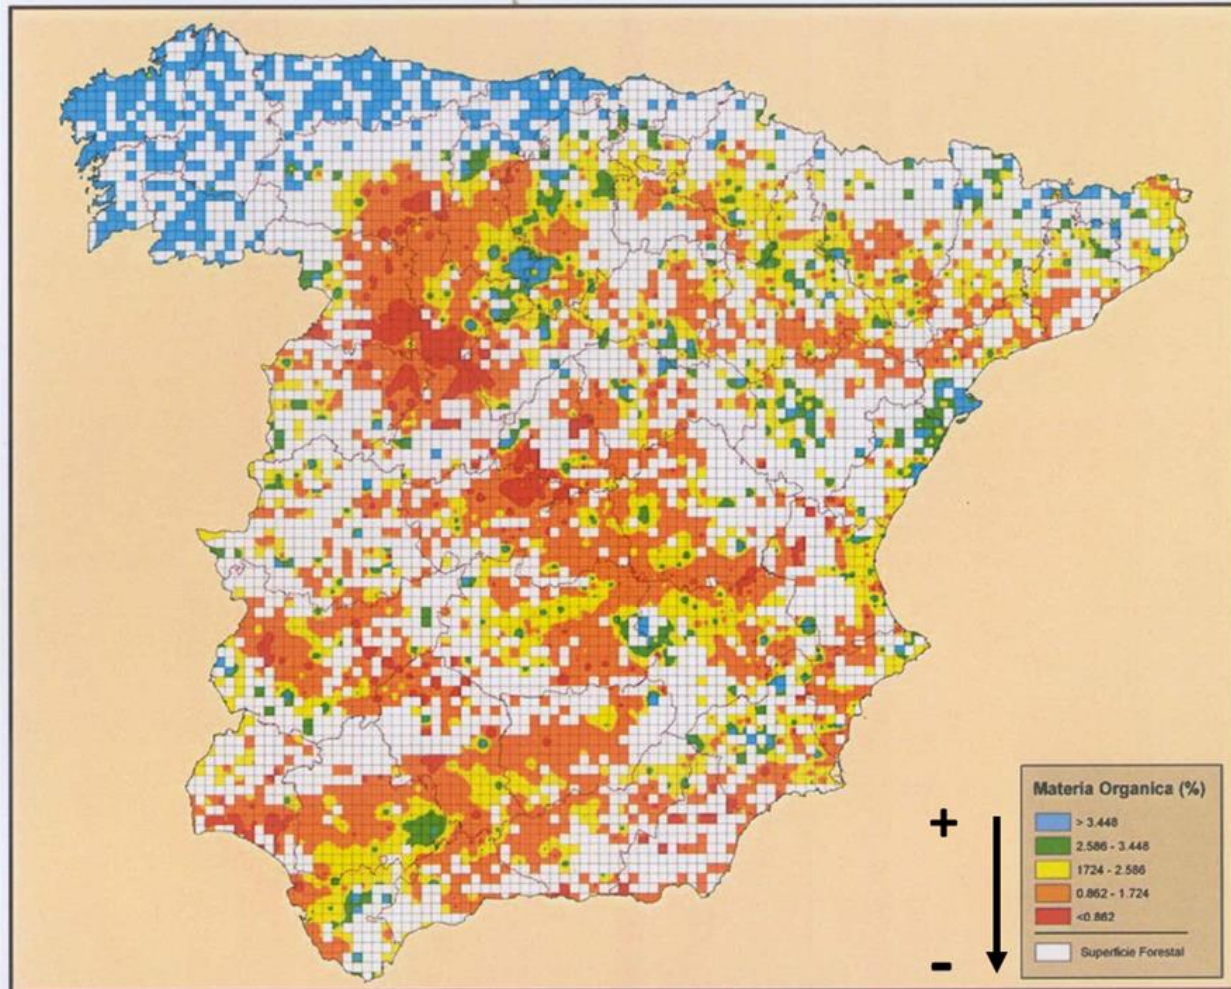 Materia Organica (%)
> 3.448
2.586 - 3.448
1724 - 2.586
0.862 - 1.724
<0.862
Superficie Forestal
+
-